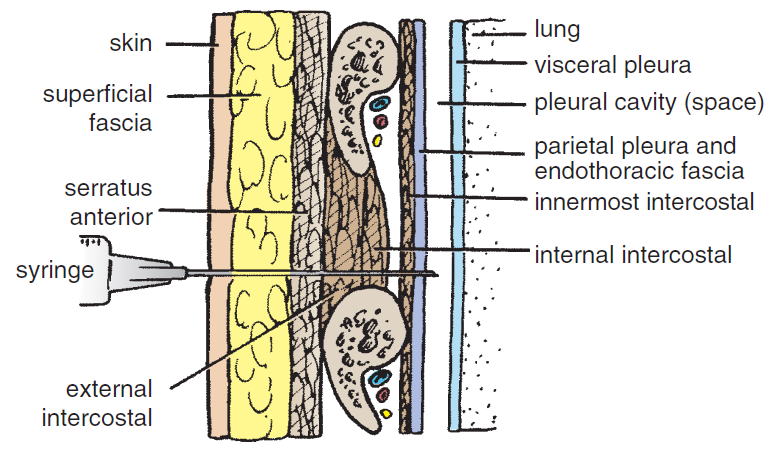 skin
superficial
fascia
serratus
anterior
syringe
external
intercostal
lung
visceral pleura
pleural cavity (space)
parietal pleura and
endothoracic fascia
innermost intercostal
internal intercostal